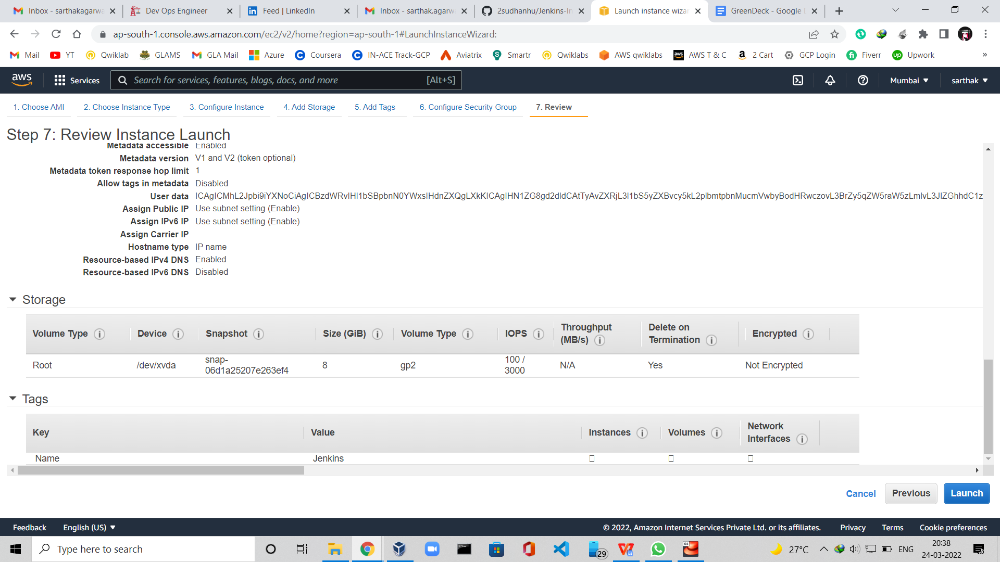 Inbox - sarthakagarwa
Dev Ops Engineer
Feed | LinkedIn
Inbox - sarthak.agarwa
2sudhanhu/Jenkins-In
Launch instance wizar
GreenDeck - Google D
ap-south-1.console.aws.amazon.com/ec2/v2/home?region=ap-south-1#LaunchInstanceWizard:
Mail
YT
Qwiklab
GLAMS
GLA Mail
Azure
Coursera
IN-ACE Track-GCP
Aviatrix
Smartr
Qwiklabs
AWS qwiklabs
AWS T & C
2 Cart
GCP Login
Fiverr
Upwork
»
aws
Services
Search for services, features, blogs, docs, and more
[Alt+S]
Mumbai
sarthak
1. Choose AMI
2. Choose Instance Type
3. Configure Instance
4. Add Storage
5. Add Tags
6. Configure Security Group
7. Review
Step 7: Review Instance Launch
Metadata accessible Enabled
Metadata version V1 and V2 (token optional)
Metadata token response hop limit 1
Allow tags in metadata Disabled
User data
Assign Public IP Use subnet setting (Enable)
Assign IPv6 IP Use subnet setting (Enable)
Assign Carrier IP
Hostname type IP name
Resource-based IPv4 DNS Enabled
Resource-based IPv6 DNS Disabled
Storage
Volume Type
Device
Snapshot
Size (GiB)
Volume Type
IOPS
Throughput
(MB/s)
Delete on
Termination
Encrypted
Root
/dev/xvda
snap-
06d1a25207e263ef4
8
gp2
100 /
3000
N/A
Yes
Not Encrypted
Tags
Key
Value
Instances
Volumes
Network
Interfaces
Name
Jenkins
Cancel
Previous
Launch
Feedback
English (US)
© 2022, Amazon Internet Services Private Ltd. or its affiliates.
Privacy
Terms
Cookie preferences
Type here to search
29
27°C
ENG
20:38
24-03-2022